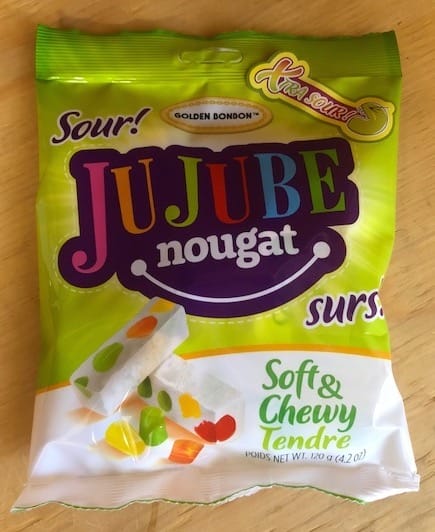 XTRA SOUR!
GOLDEN BONBON™
Sour!
JUJUBE
nougat
surs!
Soft &
Chewy
Tendre
POIDS NET WT. 120 g (4.2 oz)